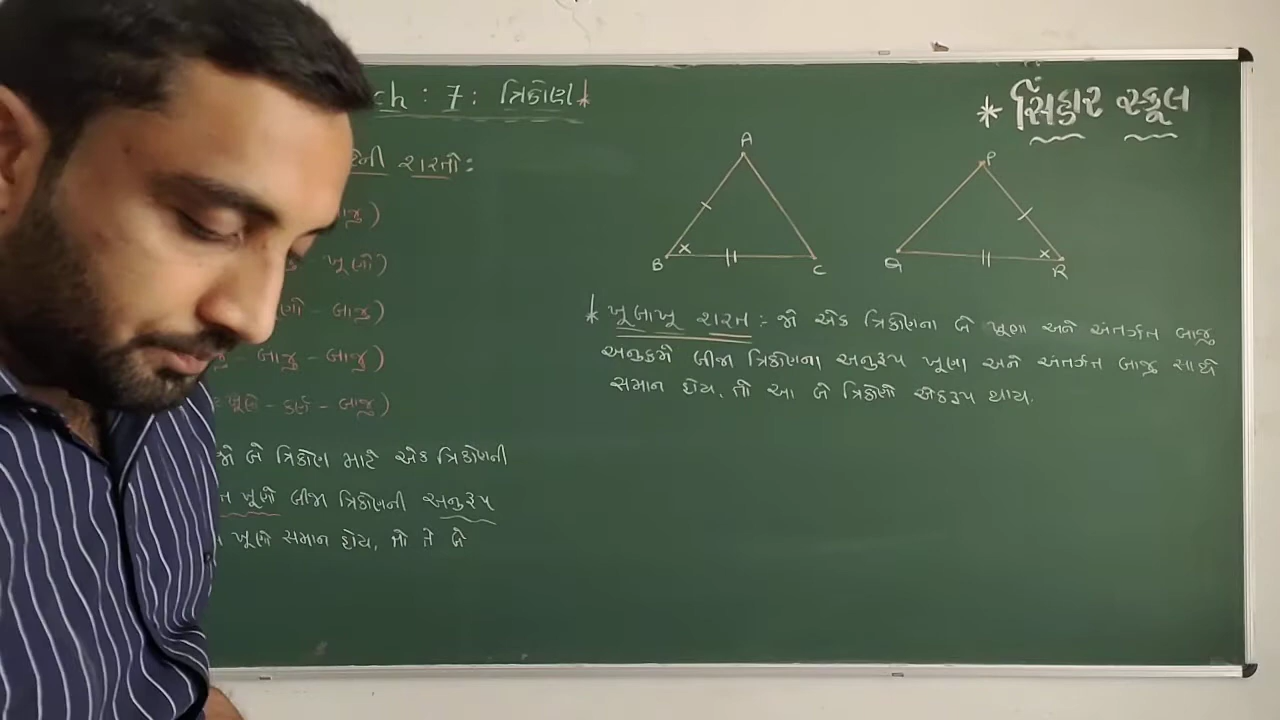 ch : 7 : ત્રિકોણ *
* સિંહાર સ્કૂલ
શરતો :
ખૂણો)
- બાજુ)
- બાજુ - બાજુ)
ખૂણો - કર્ણ - બાજુ)
જો બે ત્રિકોણ માટે એક ત્રિકોણની
ખૂણો બીજા ત્રિકોણની અનુરૂપ
ખૂણો સમાન હોય, તો તે બે
A
B
C
P
Q
R
* ખૂબાખૂ શરત :- જો એક ત્રિકોણના બે ખૂણા અને અંતર્ગત બાજુ
અનુક્રમે બીજા ત્રિકોણના અનુરૂપ ખૂણા અને અંતર્ગત બાજુ સાથે
સમાન હોય, તો આ બે ત્રિકોણો એકરૂપ થાય.